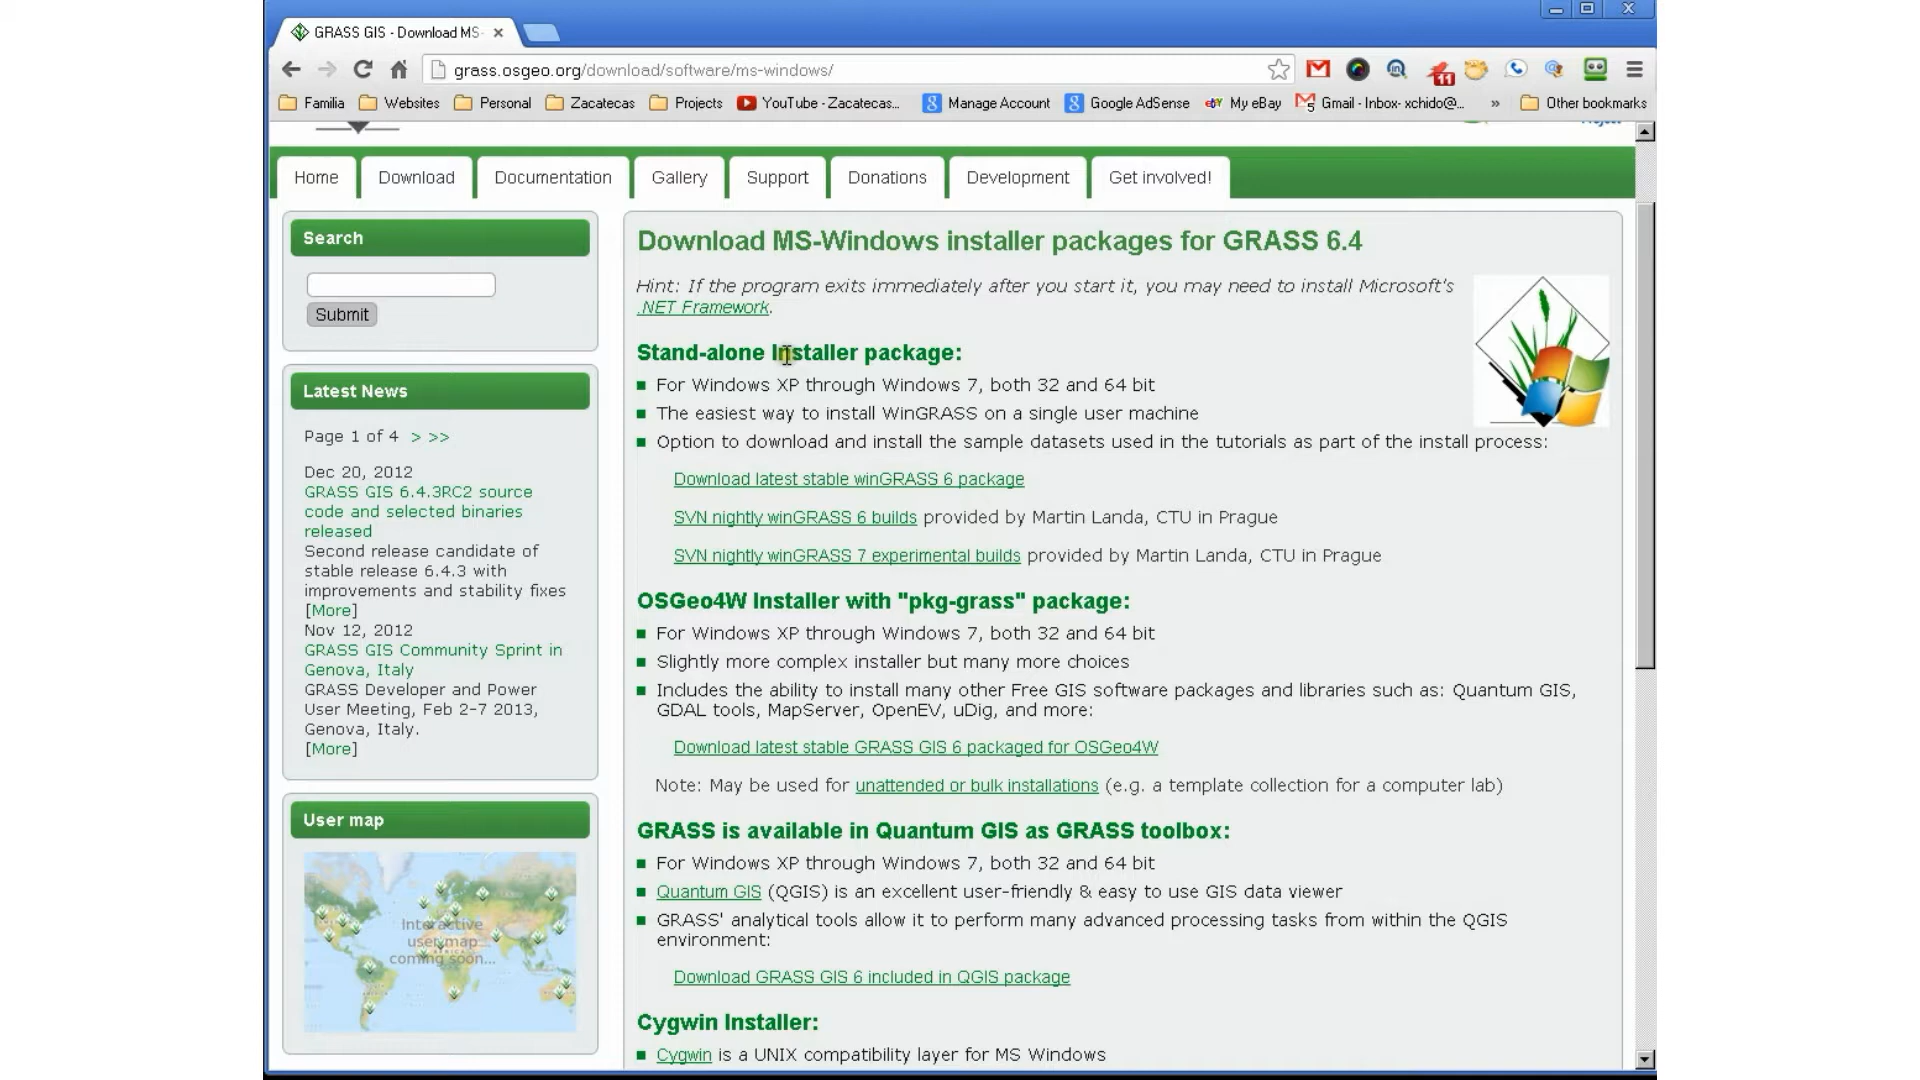 GRASS GIS - Download MS-
grass.osgeo.org/download/software/ms-windows/
11
Familia Websites Personal Zacatecas Projects YouTube - Zacatecas... Manage Account Google AdSense My eBay Gmail - Inbox- xchido@... » Other bookmarks
Home Download Documentation Gallery Support Donations Development Get involved!
Search
Submit
Latest News
Page 1 of 4 > >>
Dec 20, 2012
GRASS GIS 6.4.3RC2 source
code and selected binaries
released
Second release candidate of
stable release 6.4.3 with
improvements and stability fixes
[More]
Nov 12, 2012
GRASS GIS Community Sprint in
Genova, Italy
GRASS Developer and Power
User Meeting, Feb 2-7 2013,
Genova, Italy.
[More]
User map
Interactive
user map
coming soon...
Download MS-Windows installer packages for GRASS 6.4
Hint: If the program exits immediately after you start it, you may need to install Microsoft's
.NET Framework.
Stand-alone installer package:
For Windows XP through Windows 7, both 32 and 64 bit
The easiest way to install WinGRASS on a single user machine
Option to download and install the sample datasets used in the tutorials as part of the install process:
Download latest stable winGRASS 6 package
SVN nightly winGRASS 6 builds provided by Martin Landa, CTU in Prague
SVN nightly winGRASS 7 experimental builds provided by Martin Landa, CTU in Prague
OSGeo4W Installer with "pkg-grass" package:
For Windows XP through Windows 7, both 32 and 64 bit
Slightly more complex installer but many more choices
Includes the ability to install many other Free GIS software packages and libraries such as: Quantum GIS,
GDAL tools, MapServer, OpenEV, uDig, and more:
Download latest stable GRASS GIS 6 packaged for OSGeo4W
Note: May be used for unattended or bulk installations (e.g. a template collection for a computer lab)
GRASS is available in Quantum GIS as GRASS toolbox:
For Windows XP through Windows 7, both 32 and 64 bit
Quantum GIS (QGIS) is an excellent user-friendly & easy to use GIS data viewer
GRASS' analytical tools allow it to perform many advanced processing tasks from within the QGIS
environment:
Download GRASS GIS 6 included in QGIS package
Cygwin Installer:
Cygwin is a UNIX compatibility layer for MS Windows